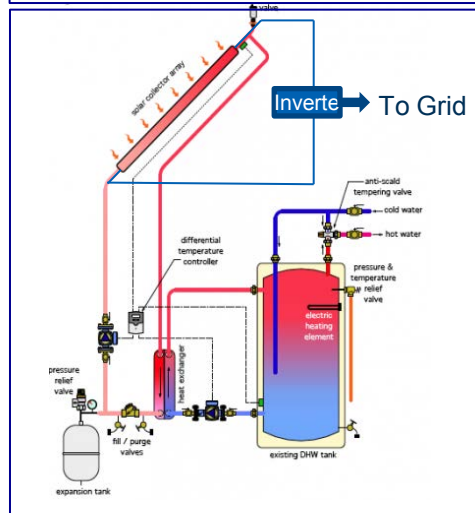 valve
solar collector array
Inverte
To Grid
anti-scald
tempering valve
cold water
hot water
differential
temperature
controller
pressure &
temperature
relief
valve
electric
heating
element
heat exchanger
pressure
relief
valve
fill / purge
valves
expansion tank
existing DHW tank